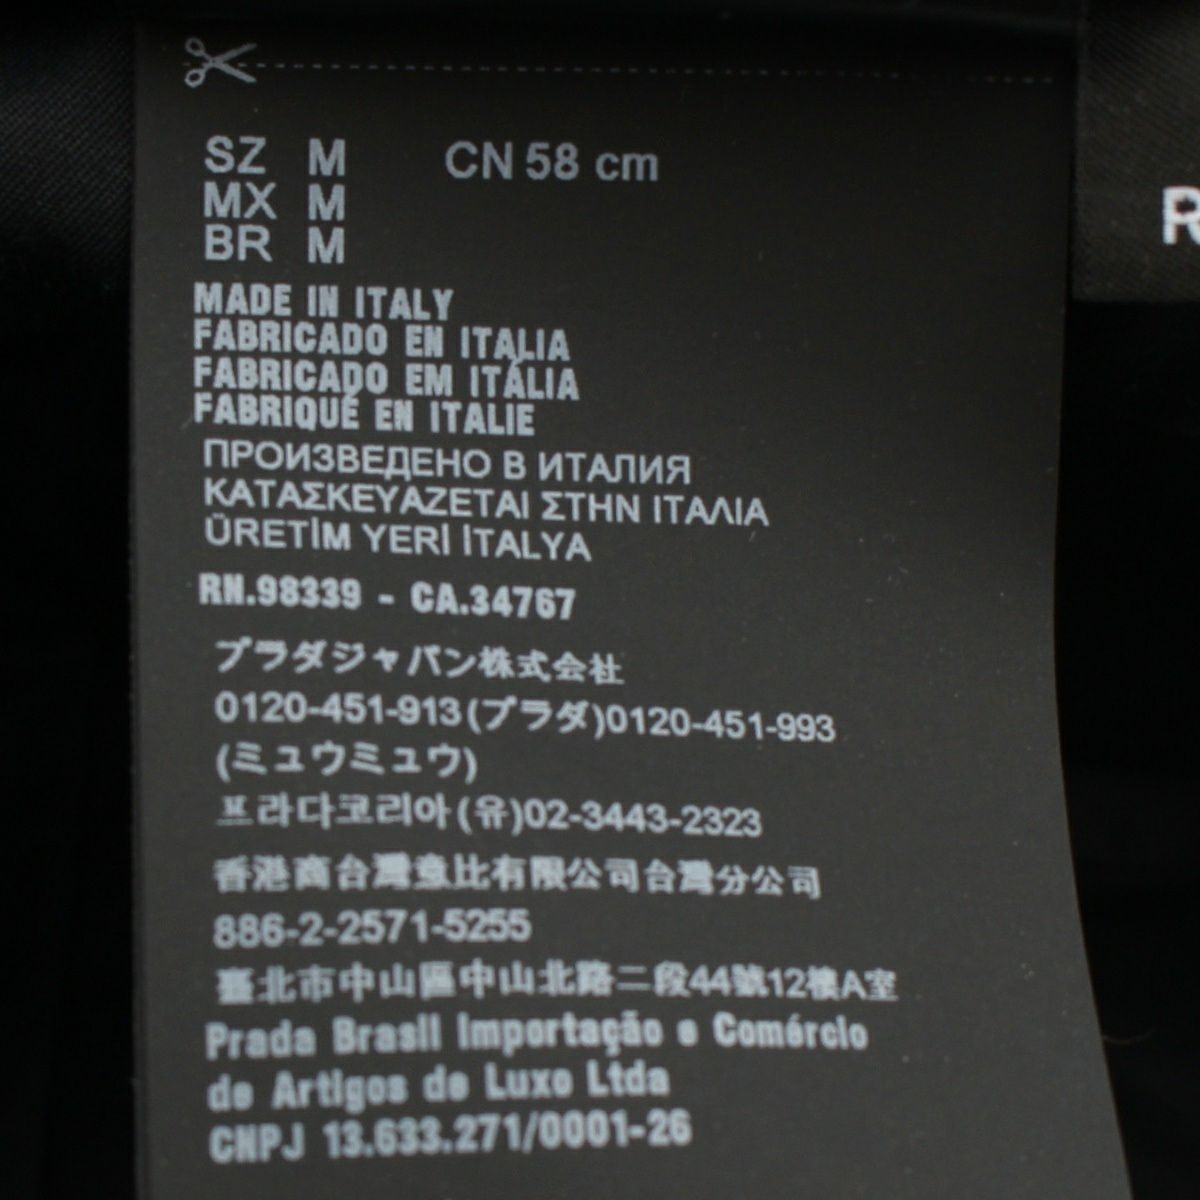 SZ M CN 58 cm
MX M
BR M
MADE IN ITALY
FABRICADO EN ITALIA
FABRICADO EM ITÁLIA
FABRIQUÉ EN ITALIE
ПРОИЗВЕДЕНО В ИТАЛИЯ
ΚΑΤΑΣΚΕΥΑΖΕΤΑΙ ΣΤΗΝ ΙΤΑΛΙΑ
ÜRETİM YERİ İTALYA
RN.98339 - CA.34767
プラダジャパン株式会社
0120-451-913(プラダ)0120-451-993
(ミュウミュウ)
프라다코리아(유)02-3443-2323
香港商台灣意比有限公司台灣分公司
886-2-2571-5255
臺北市中山區中山北路二段44號12樓A室
Prada Brasil Importação e Comércio
de Artigos de Luxo Ltda
CNPJ 13.633.271/0001-26
R